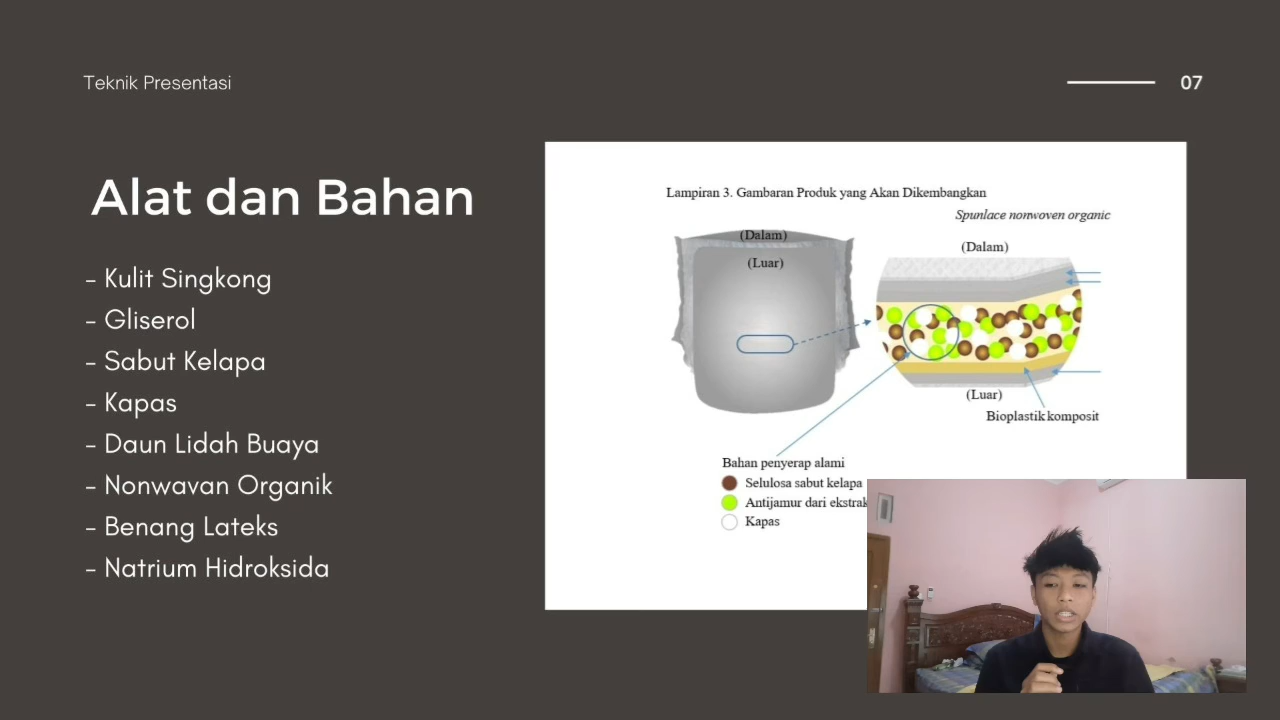 Teknik Presentasi
07
Alat dan Bahan
- Kulit Singkong
- Gliserol
- Sabut Kelapa
- Kapas
- Daun Lidah Buaya
- Nonwavan Organik
- Benang Lateks
- Natrium Hidroksida
Lampiran 3. Gambaran Produk yang Akan Dikembangkan
Spunlace nonwoven organic
(Dalam)
(Luar)
(Dalam)
(Luar)
Bioplastik komposit
Bahan penyerap alami
Selulosa sabut kelapa
Antijamur dari ekstrak
Kapas